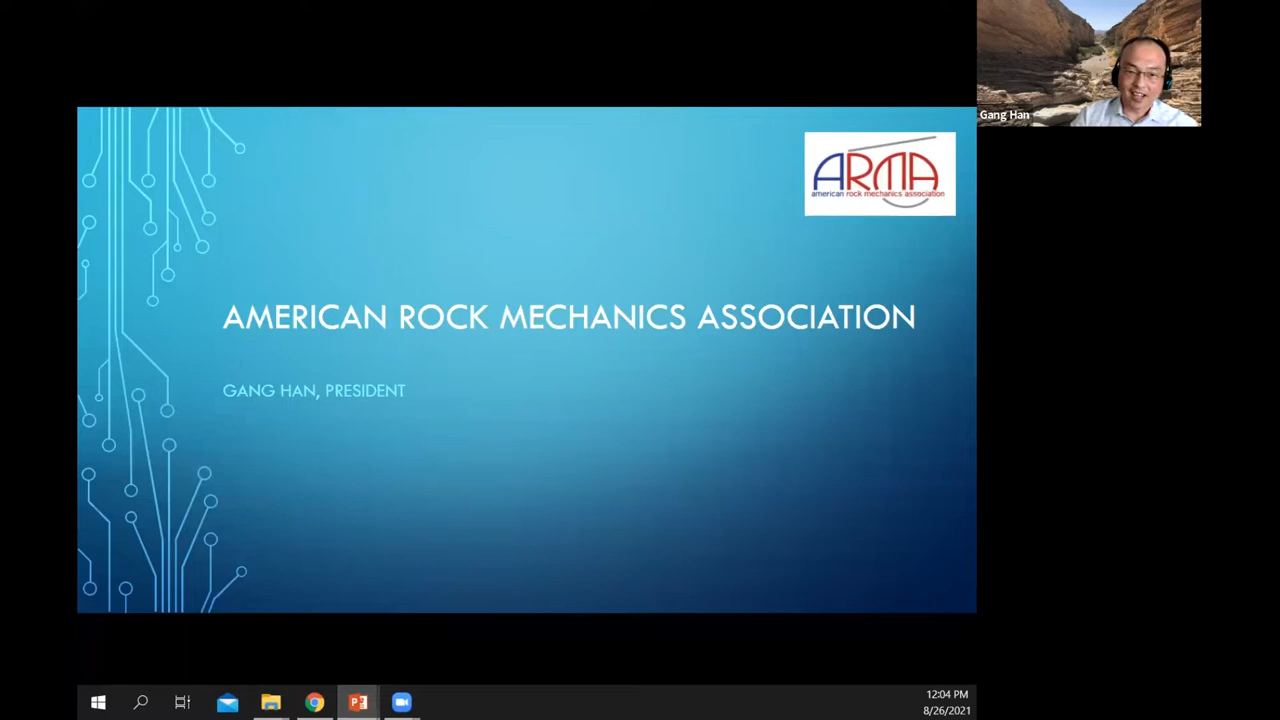 Gang Han
ARMA
american rock mechanics association
AMERICAN ROCK MECHANICS ASSOCIATION
GANG HAN, PRESIDENT
12:04 PM
8/26/2021